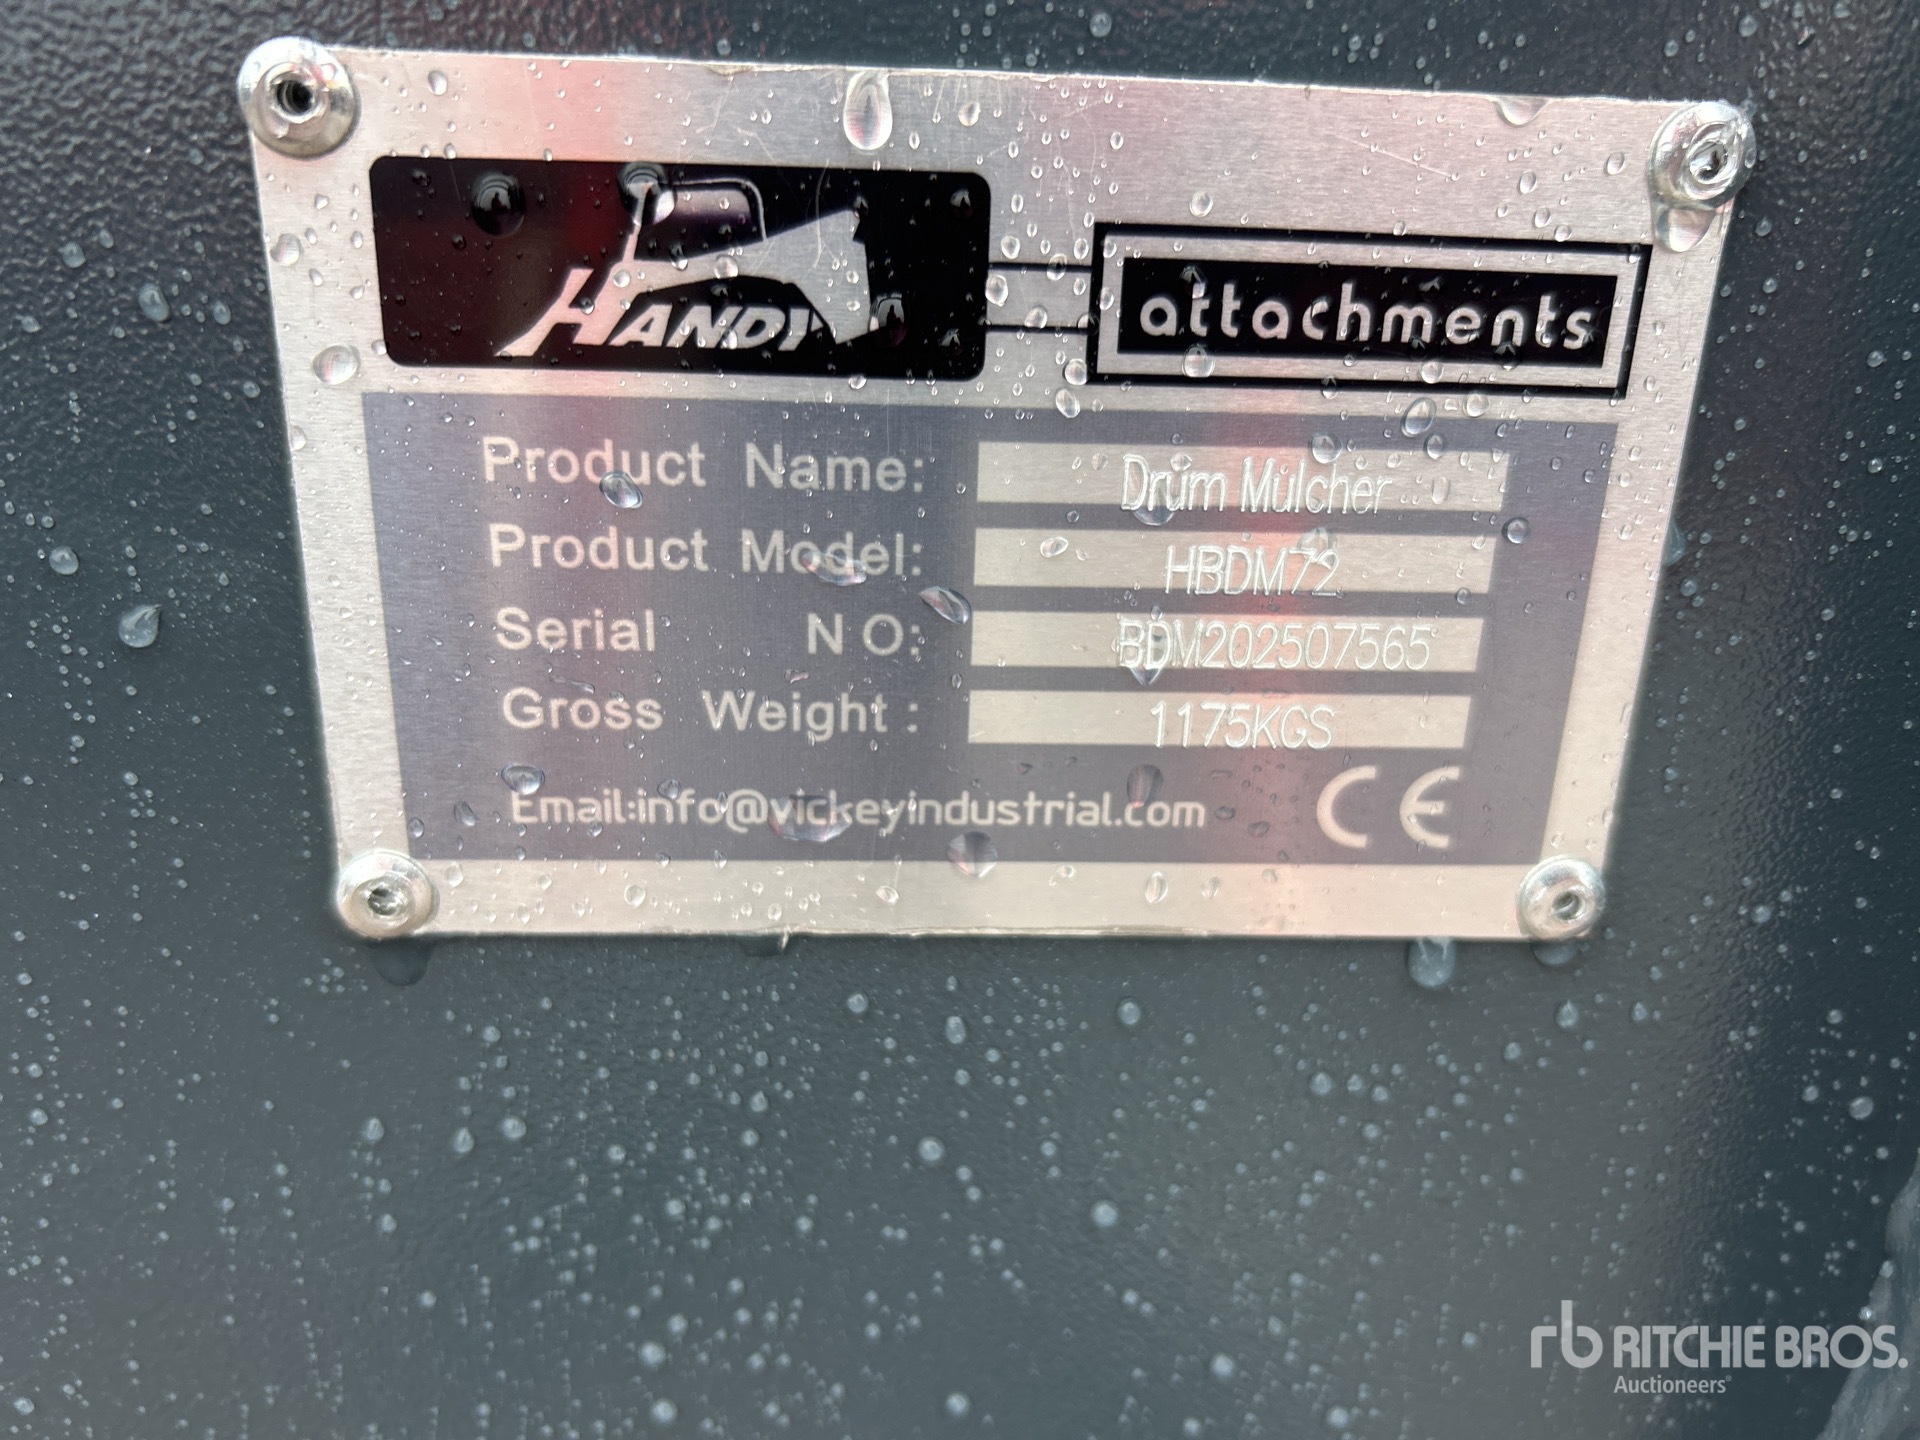 HANDY
attachments
Product Name: Drum Mulcher
Product Model: HBDM72
Serial NO: BDM202507565
Gross Weight: 1175KGS
Email:info@vickeyindustrial.com CE
rb RITCHIE BROS.
Auctioneers